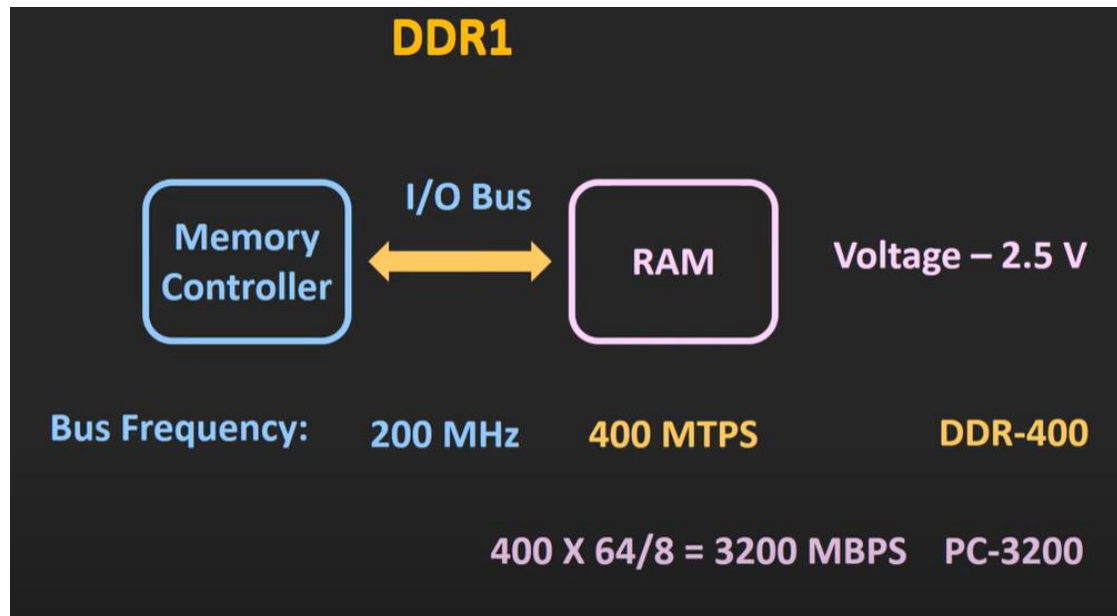 DDR1
I/O Bus
Memory
Controller
RAM
Voltage – 2.5 V
Bus Frequency: 200 MHz 400 MTPS DDR-400
400 X 64/8 = 3200 MBPS PC-3200